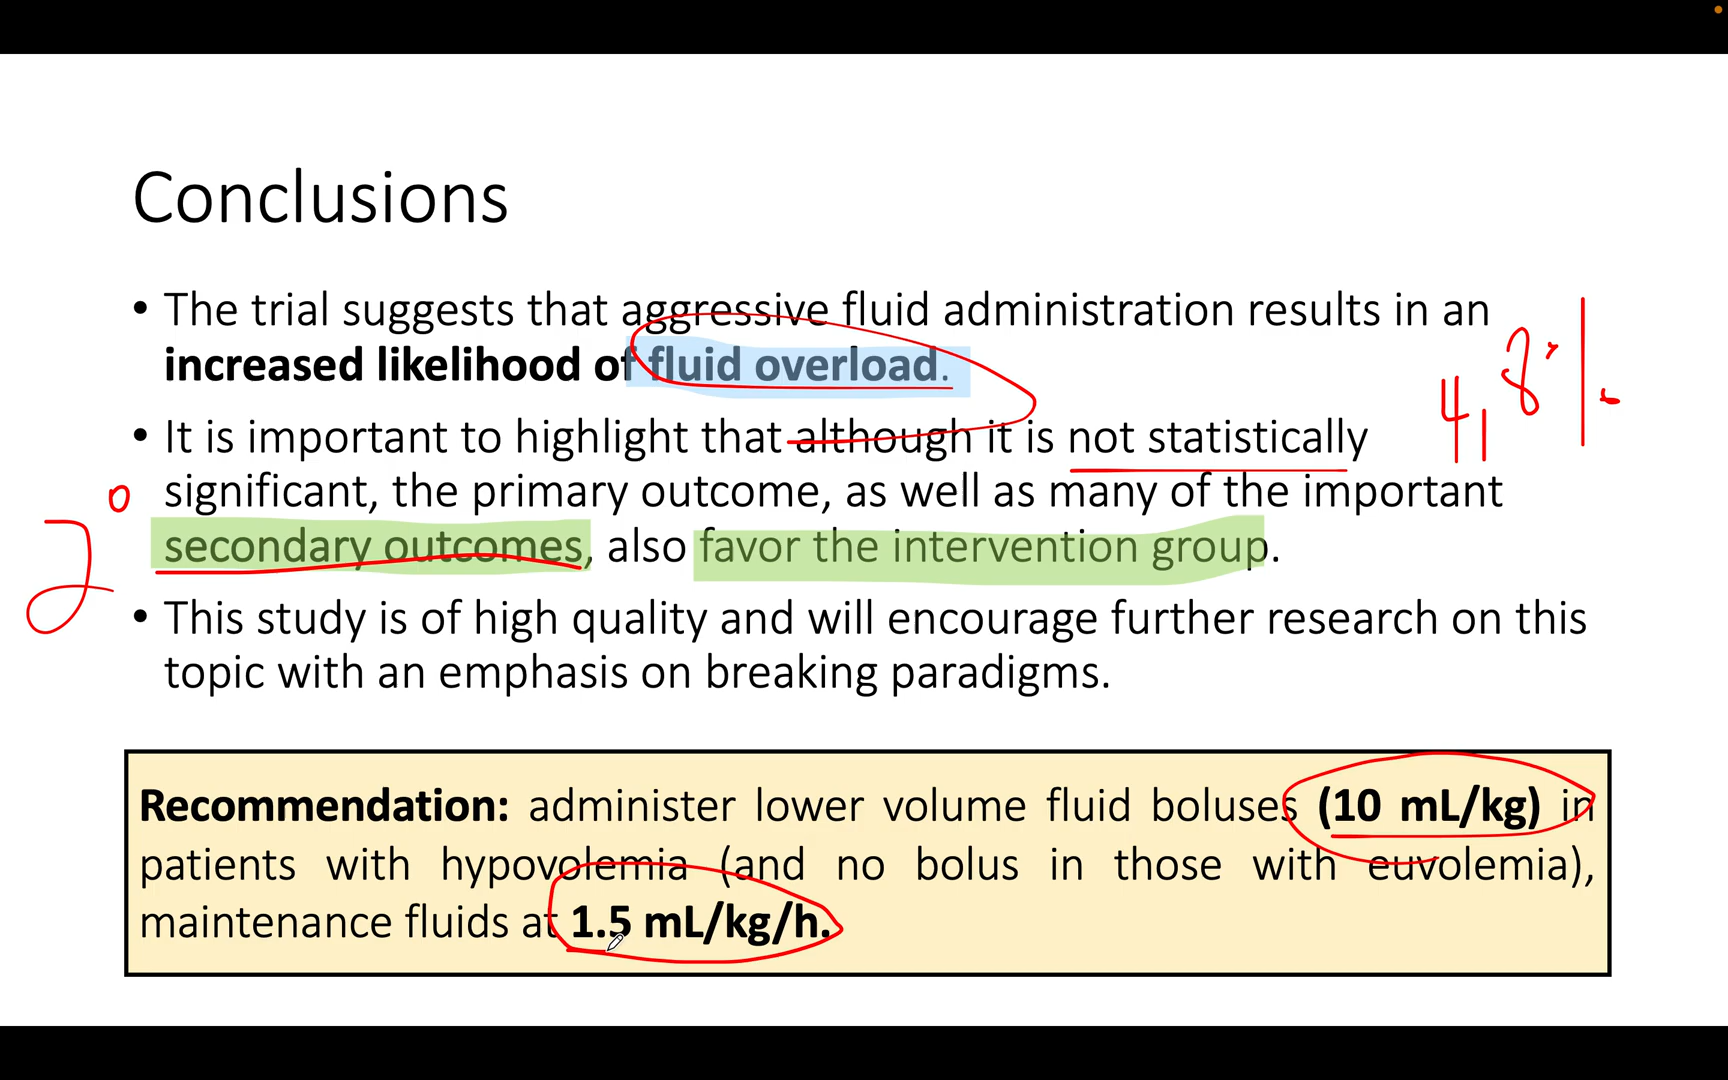 Conclusions
• The trial suggests that aggressive fluid administration results in an
increased likelihood of fluid overload.
• It is important to highlight that although it is not statistically
significant, the primary outcome, as well as many of the important
secondary outcomes, also favor the intervention group.
• This study is of high quality and will encourage further research on this
topic with an emphasis on breaking paradigms.
4,8%
2°
Recommendation: administer lower volume fluid boluses (10 mL/kg) in
patients with hypovolemia (and no bolus in those with euvolemia),
maintenance fluids at 1.5 mL/kg/h.